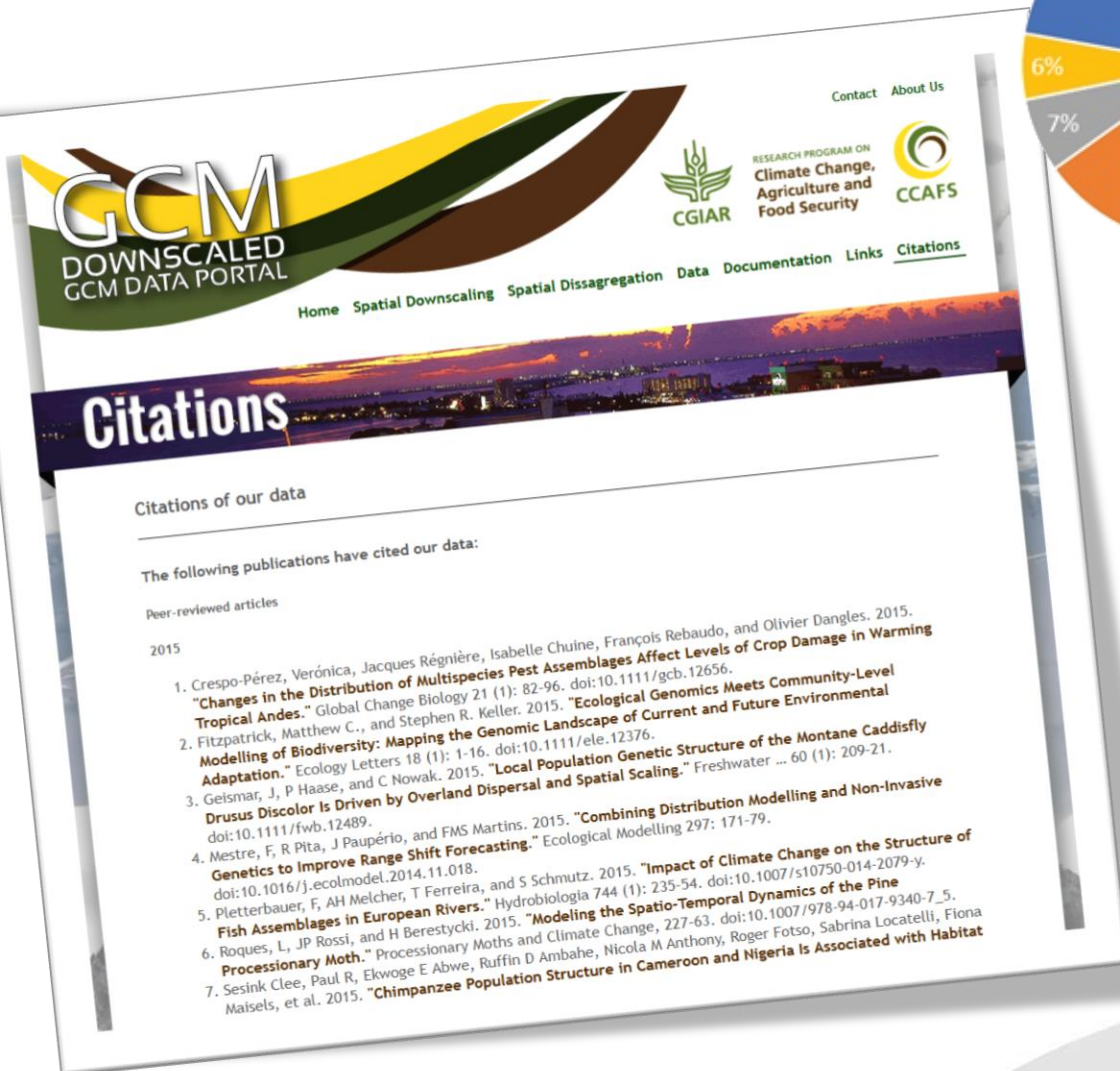 6%
7%
Contact About Us
GCM
DOWNSCALED
GCM DATA PORTAL
CGIAR
RESEARCH PROGRAM ON
Climate Change,
Agriculture and
Food Security
CCAFS
Home Spatial Downscaling Spatial Dissagregation Data Documentation Links Citations
Citations
Citations of our data
The following publications have cited our data:
Peer-reviewed articles
2015
1. Crespo-Pérez, Verónica, Jacques Régnière, Isabelle Chuine, François Rebaudo, and Olivier Dangles. 2015.
"Changes in the Distribution of Multispecies Pest Assemblages Affect Levels of Crop Damage in Warming
Tropical Andes." Global Change Biology 21 (1): 82-96. doi:10.1111/gcb.12656.
2. Fitzpatrick, Matthew C., and Stephen R. Keller. 2015. "Ecological Genomics Meets Community-Level
Modelling of Biodiversity: Mapping the Genomic Landscape of Current and Future Environmental
Adaptation." Ecology Letters 18 (1): 1-16. doi:10.1111/ele.12376.
3. Geismar, J, P Haase, and C Nowak. 2015. "Local Population Genetic Structure of the Montane Caddisfly
Drusus Discolor Is Driven by Overland Dispersal and Spatial Scaling." Freshwater ... 60 (1): 209-21.
doi:10.1111/fwb.12489.
4. Mestre, F, R Pita, J Paupério, and FMS Martins. 2015. "Combining Distribution Modelling and Non-Invasive
Genetics to Improve Range Shift Forecasting." Ecological Modelling 297: 171-79.
doi:10.1016/j.ecolmodel.2014.11.018.
5. Pletterbauer, F, AH Melcher, T Ferreira, and S Schmutz. 2015. "Impact of Climate Change on the Structure of
Fish Assemblages in European Rivers." Hydrobiologia 744 (1): 235-54. doi:10.1007/s10750-014-2079-y.
6. Roques, L, JP Rossi, and H Berestycki. 2015. "Modeling the Spatio-Temporal Dynamics of the Pine
Processionary Moth." Processionary Moths and Climate Change, 227-63. doi:10.1007/978-94-017-9340-7_5.
7. Sesink Clee, Paul R, Ekwoge E Abwe, Ruffin D Ambahe, Nicola M Anthony, Roger Fotso, Sabrina Locatelli, Fiona
Maisels, et al. 2015. "Chimpanzee Population Structure in Cameroon and Nigeria Is Associated with Habitat